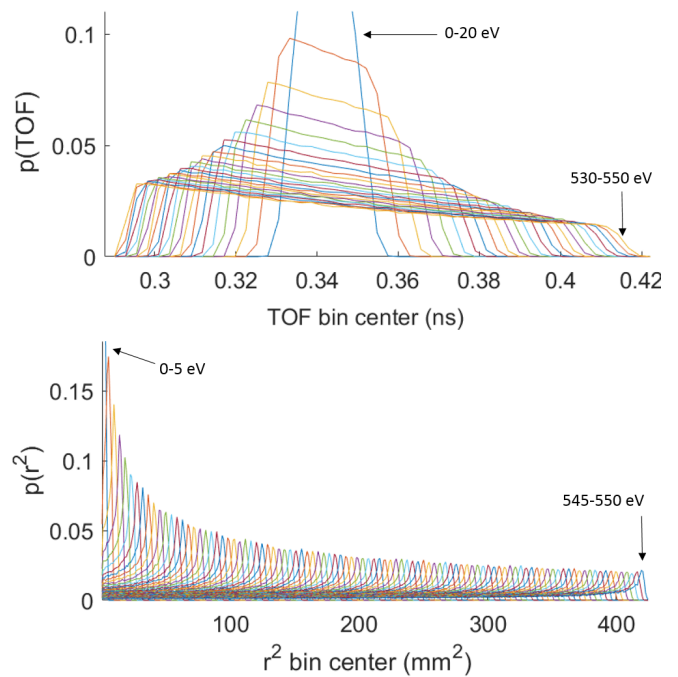 0.1
0-20 eV
p(TOF)
0.05
530-550 eV
0
0.3 0.32 0.34 0.36 0.38 0.4 0.42
TOF bin center (ns)
0-5 eV
0.15
p(r²)
0.1
545-550 eV
0.05
0
100 200 300 400
r² bin center (mm²)